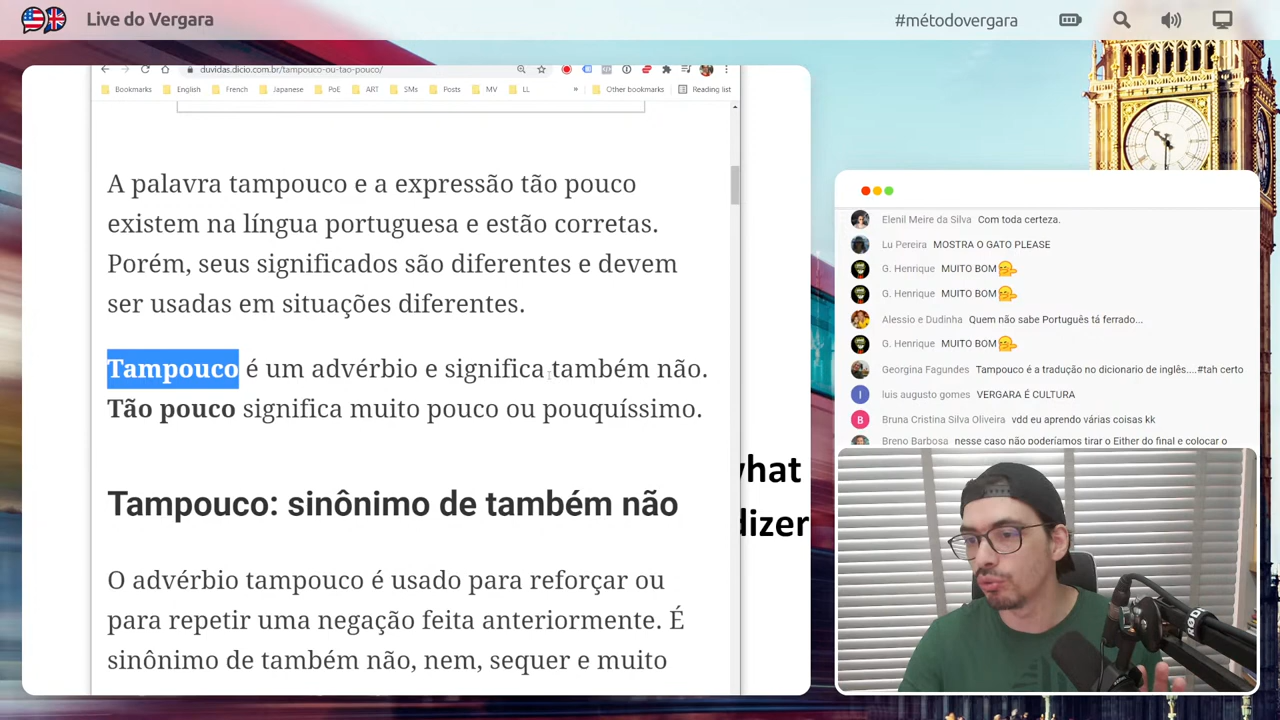 Live do Vergara
#métodovergara
duvidas.dicio.com.br/tampouco-ou-tao-pouco/
Bookmarks English French Japanese PoE ART SMs Posts MV LL » Other bookmarks Reading list
A palavra tampouco e a expressão tão pouco
existem na língua portuguesa e estão corretas.
Porém, seus significados são diferentes e devem
ser usadas em situações diferentes.
Tampouco é um advérbio e significa também não.
Tão pouco significa muito pouco ou pouquíssimo.
Tampouco: sinônimo de também não
O advérbio tampouco é usado para reforçar ou
para repetir uma negação feita anteriormente. É
sinônimo de também não, nem, sequer e muito
what
dizer
Elenil Meire da Silva Com toda certeza.
Lu Pereira MOSTRA O GATO PLEASE
G. Henrique MUITO BOM🤗
G. Henrique MUITO BOM🤗
Alessio e Dudinha Quem não sabe Português tá ferrado...
G. Henrique MUITO BOM🤗
Georgina Fagundes Tampouco é a tradução no dicionario de inglês....#tah certo
luis augusto gomes VERGARA É CULTURA
Bruna Cristina Silva Oliveira vdd eu aprendo várias coisas kk
Breno Barbosa nesse caso não poderíamos tirar o Either do final e colocar o
RØDE